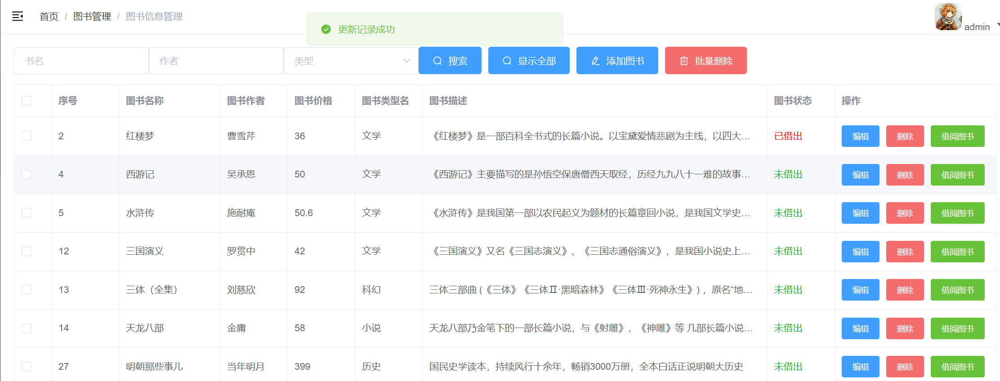 首页 / 图书管理 / 图书信息管理
更新记录成功
admin
书名 作者 类型 搜索 显示全部 添加图书 批量删除
序号 图书名称 图书作者 图书价格 图书类型名 图书描述 图书状态 操作
2 红楼梦 曹雪芹 36 文学 《红楼梦》是一部百科全书式的长篇小说。以宝黛爱情悲剧为主线，以四大... 已借出 编辑 删除 借阅图书
4 西游记 吴承恩 50 文学 《西游记》主要描写的是孙悟空保唐僧西天取经，历经九九八十一难的故事... 未借出 编辑 删除 借阅图书
5 水浒传 施耐庵 50.6 文学 《水浒传》是我国第一部以农民起义为题材的长篇章回小说，是我国文学史... 未借出 编辑 删除 借阅图书
12 三国演义 罗贯中 42 文学 《三国演义》又名《三国志演义》、《三国志通俗演义》，是我国小说史上... 未借出 编辑 删除 借阅图书
13 三体（全集） 刘慈欣 92 科幻 三体三部曲 (《三体》《三体Ⅱ·黑暗森林》《三体Ⅲ·死神永生》) ，原名“地... 未借出 编辑 删除 借阅图书
14 天龙八部 金庸 58 小说 天龙八部乃金笔下的一部长篇小说，与《射雕》，《神雕》等 几部长篇小说... 未借出 编辑 删除 借阅图书
27 明朝那些事儿 当年明月 399 历史 国民史学读本，持续风行十余年，畅销3000万册，全本白话正说明朝大历史 未借出 编辑 删除 借阅图书